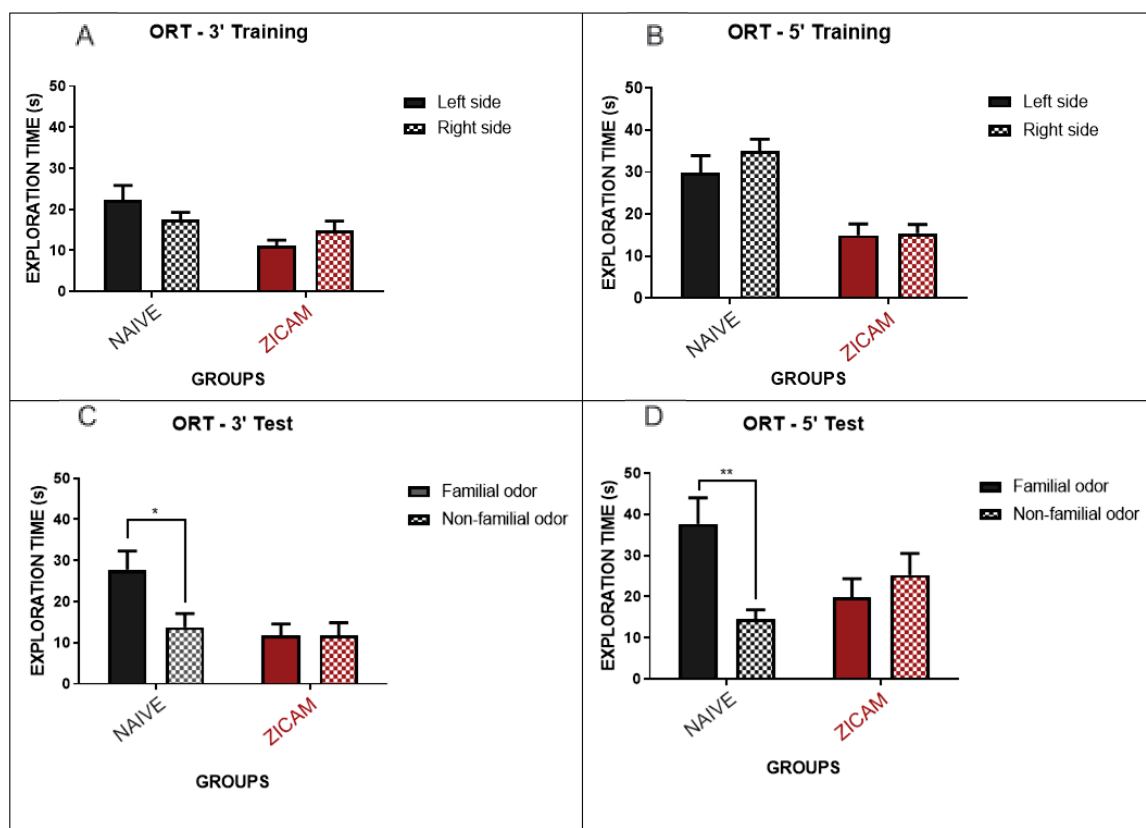 A
ORT - 3' Training
EXPLORATION TIME (s)
50
40
30
20
10
0
Left side
Right side
NAIVE
ZICAM
GROUPS
B
ORT - 5' Training
EXPLORATION TIME (s)
50
40
30
20
10
0
Left side
Right side
NAIVE
ZICAM
GROUPS
C
ORT - 3' Test
EXPLORATION TIME (s)
50
40
30
20
10
0
*
Familial odor
Non-familial odor
NAIVE
ZICAM
GROUPS
D
ORT - 5' Test
EXPLORATION TIME (s)
50
40
30
20
10
0
**
Familial odor
Non-familial odor
NAIVE
ZICAM
GROUPS